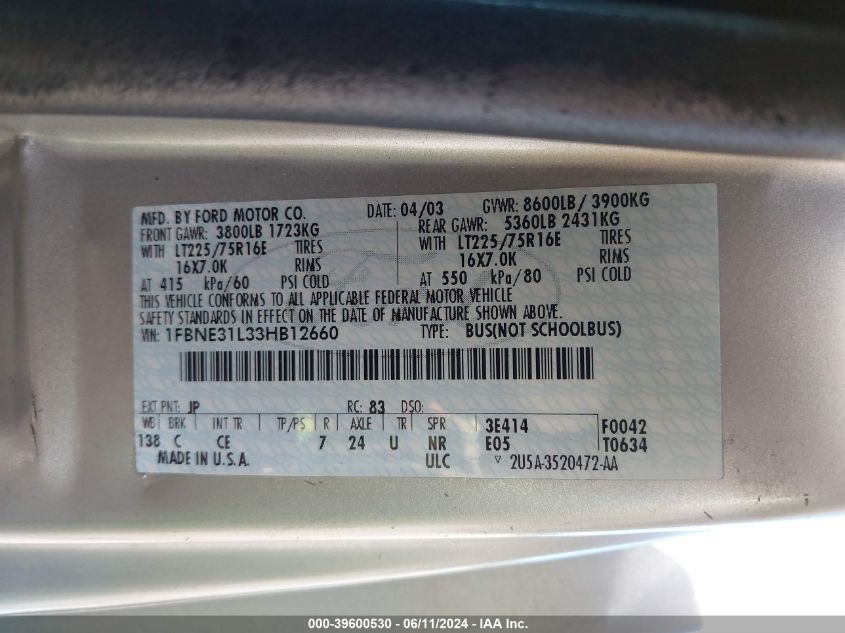 MFD. BY FORD MOTOR CO. DATE: 04/03 GVWR: 8600LB/ 3900KG
FRONT GAWR: 3800LB 1723KG REAR GAWR: 5360LB 2431KG
WITH LT225/75R16E TIRES WITH LT225/75R16E TIRES
16X7.0K RIMS 16X7.0K RIMS
AT 415 kPa/60 PSI COLD AT 550 kPa/80 PSI COLD
THIS VEHICLE CONFORMS TO ALL APPLICABLE FEDERAL MOTOR VEHICLE
SAFETY STANDARDS IN EFFECT ON THE DATE OF MANUFACTURE SHOWN ABOVE.
VIN: 1FBNE31L33HB12660 TYPE: BUS(NOT SCHOOLBUS)
EXT PNT: JP RC: 83 DSO:
WB BRK INT TR TP/PS R AXLE TR SPR 3E414 F0042
138 C CE 7 24 U NR E05 T0634
MADE IN U.S.A. ULC ▽ 2U5A-3520472-AA
000-39600530 - 06/11/2024 - IAA Inc.